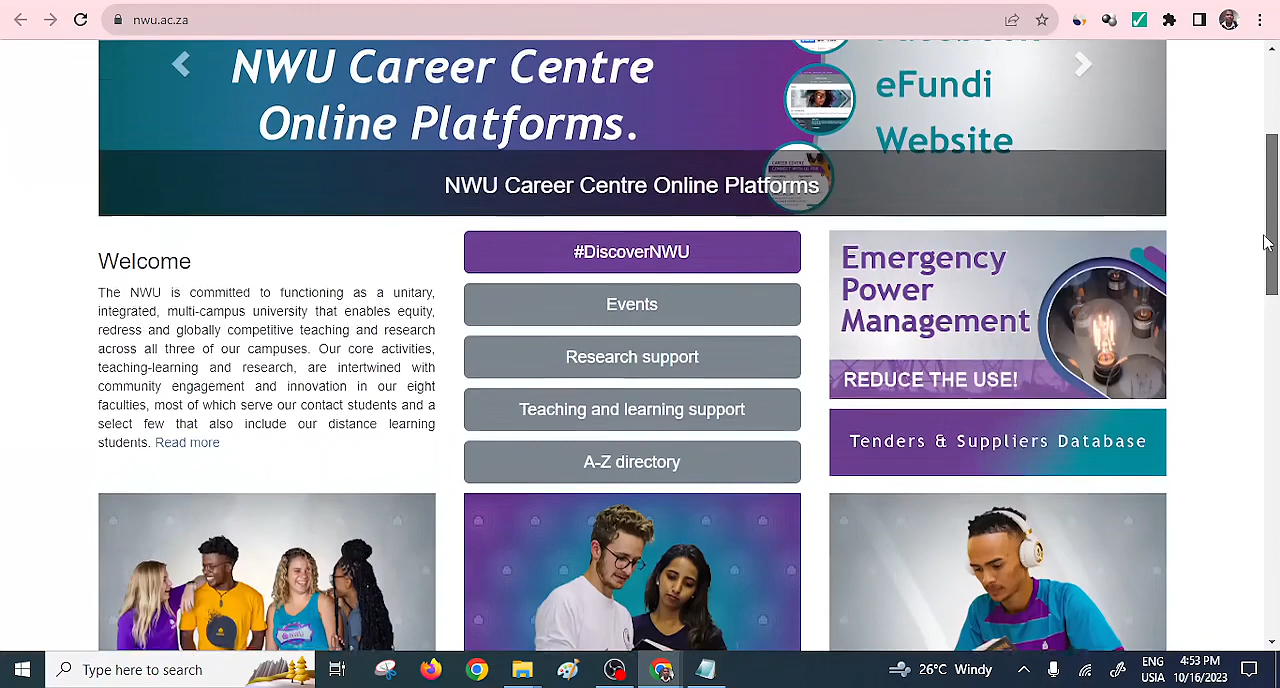 nwu.ac.za
NWU Career Centre
Online Platforms.
eFundi
Website
NWU Career Centre Online Platforms
Welcome
The NWU is committed to functioning as a unitary,
integrated, multi-campus university that enables equity,
redress and globally competitive teaching and research
across all three of our campuses. Our core activities,
teaching-learning and research, are intertwined with
community engagement and innovation in our eight
faculties, most of which serve our contact students and a
select few that also include our distance learning
students. Read more
#DiscoverNWU
Events
Research support
Teaching and learning support
A-Z directory
Emergency
Power
Management
REDUCE THE USE!
Tenders & Suppliers Database
Type here to search
26°C Windy
ENG
USIA
4:53 PM
10/16/2023